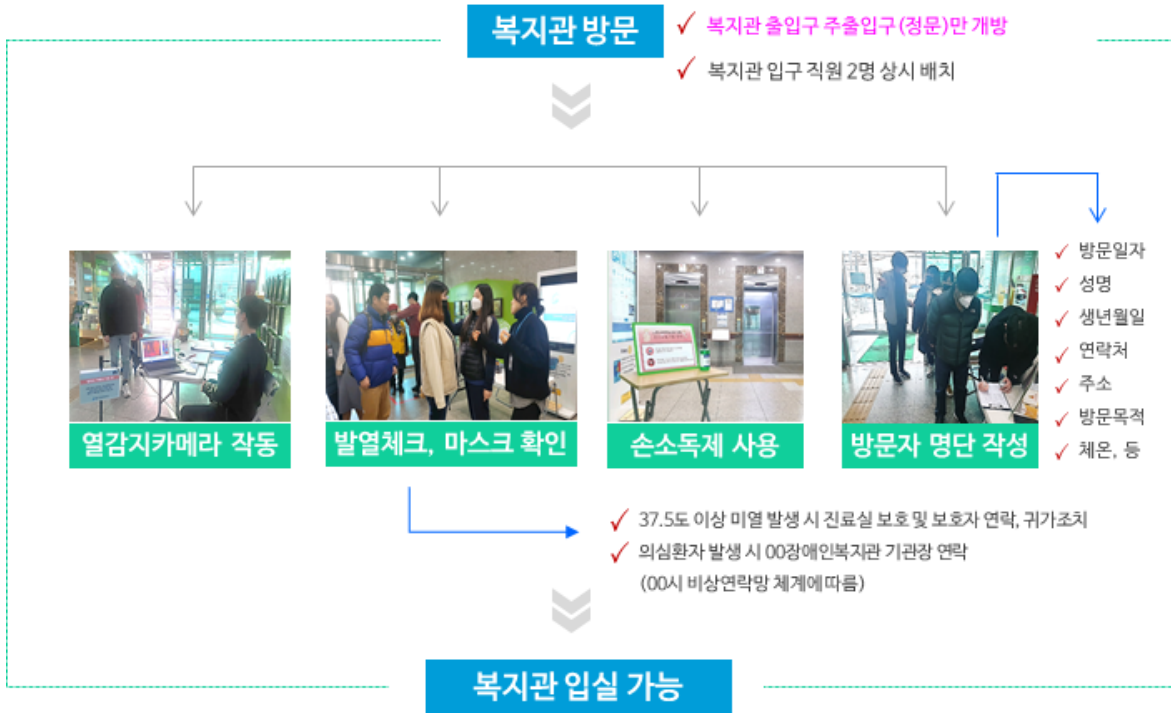 복지관 방문
복지관 출입구 주출입구(정문)만 개방
복지관 입구 직원 2명 상시 배치
열감지카메라 작동
발열체크, 마스크 확인
손소독제 사용
방문자 명단 작성
방문일자
성명
생년월일
연락처
주소
방문목적
체온, 등
37.5도 이상 미열 발생 시 진료실 보호 및 보호자 연락, 귀가조치
의심환자 발생 시 00장애인복지관 기관장 연락
(00시 비상연락망 체계에따름)
복지관 입실 가능